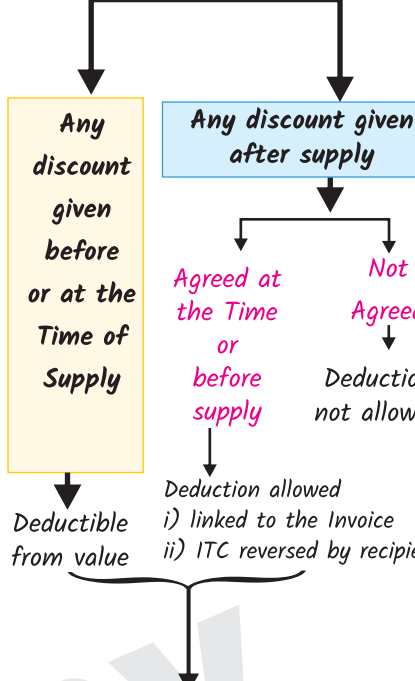 Any
discount
given
before
or at the
Time of
Supply
Deductible
from value
Any discount given
after supply
Agreed at
the Time
or
before
supply
Deduction allowed
i) linked to the Invoice
ii) ITC reversed by
Not
not